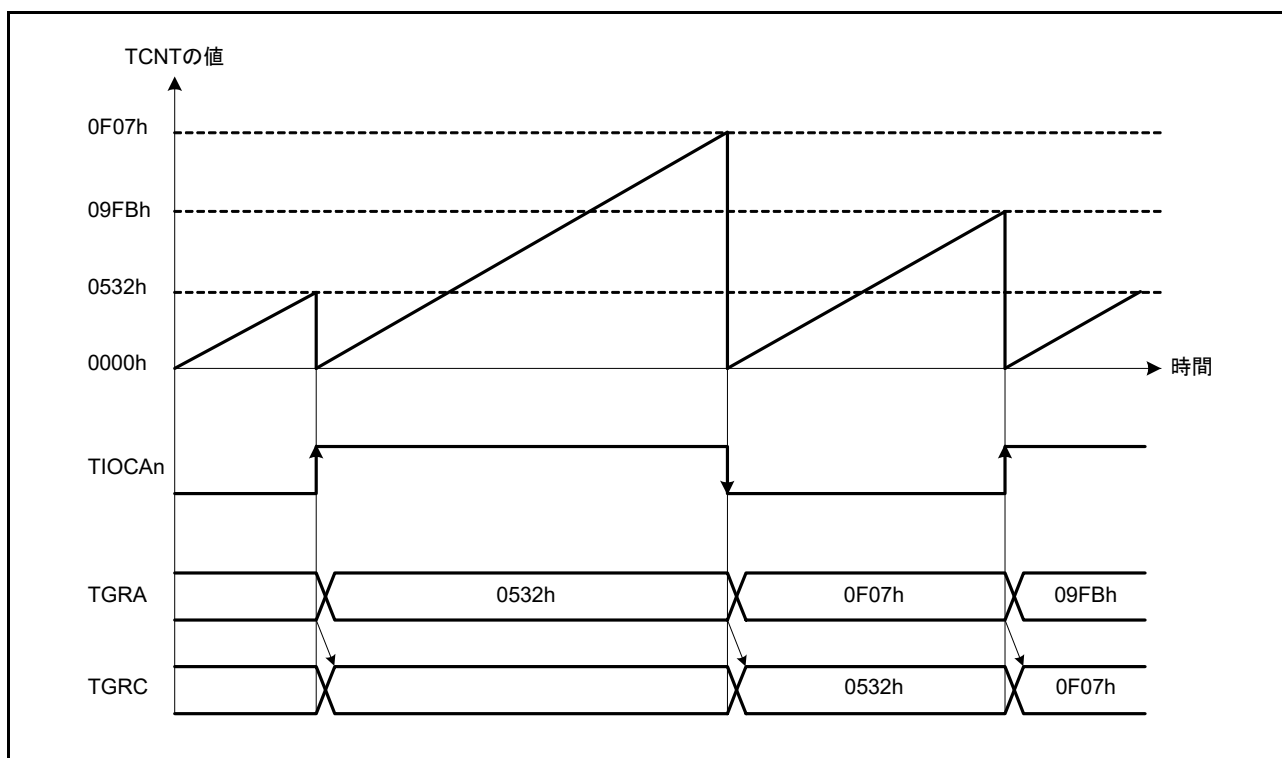 TCNTの値
0F07h
09FBh
0532h
0000h
時間
TIOCAn
TGRA 0532h 0F07h 09FBh
TGRC 0532h 0F07h